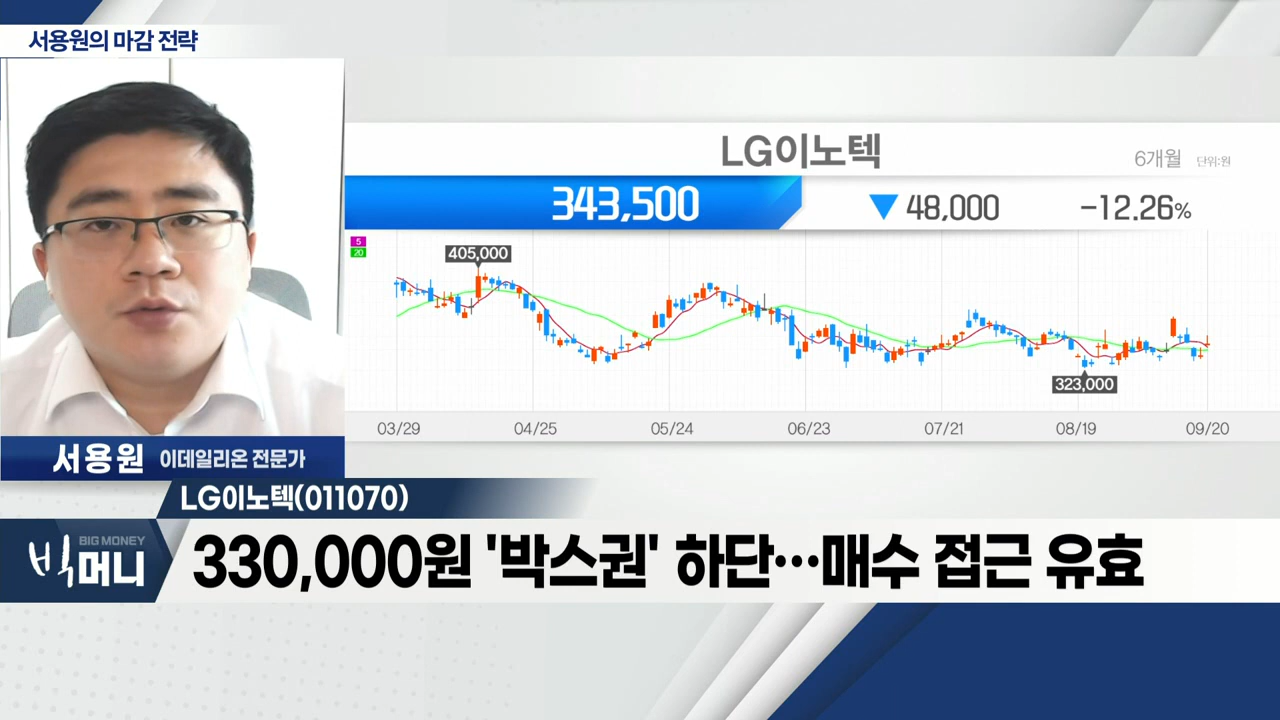 서용원의 마감 전략
LG이노텍
6개월 단위:원
343,500 ▼ 48,000 -12.26%
5
20
405,000
323,000
03/29 04/25 05/24 06/23 07/21 08/19 09/20
서용원 이데일리온 전문가
LG이노텍(011070)
BIG MONEY
빅머니
330,000원 '박스권' 하단…매수 접근 유효